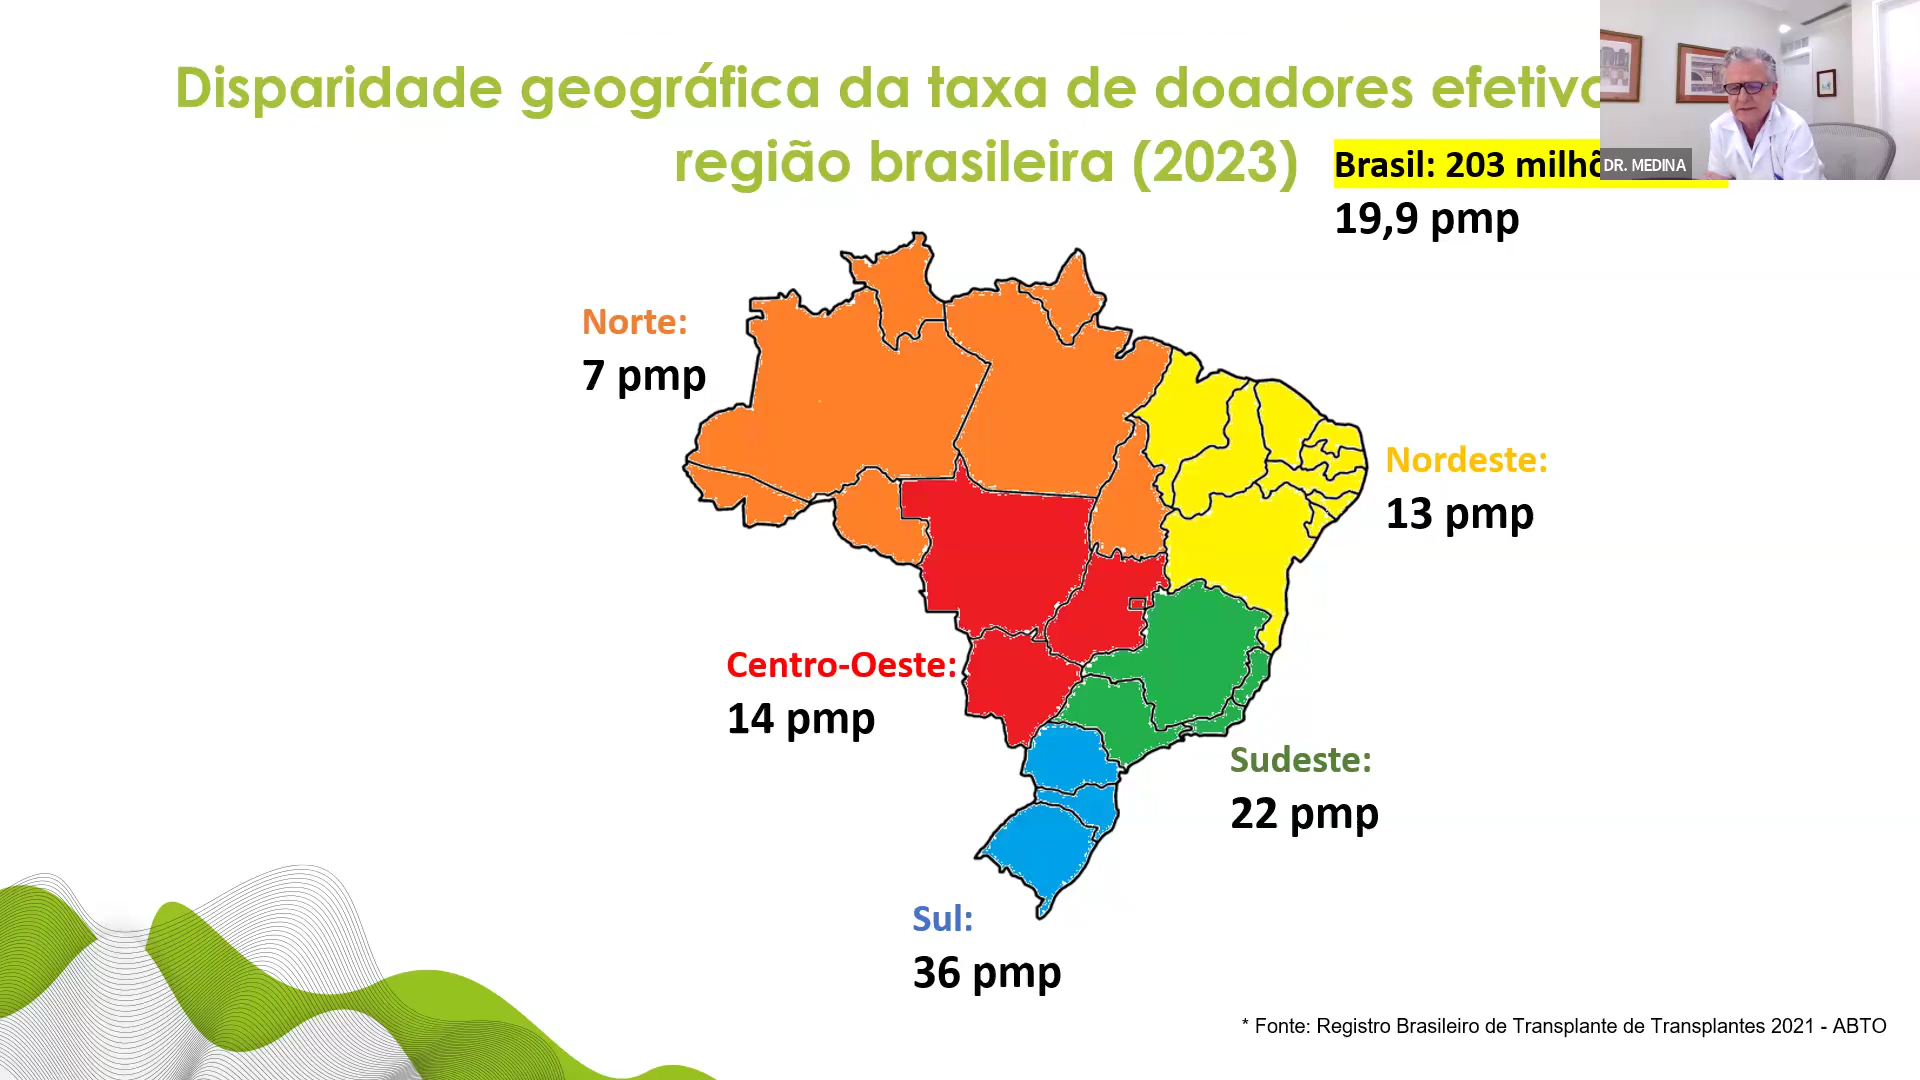 Disparidade geográfica da taxa de doadores
região brasileira (2023)
Brasil: 203
DR. MEDINA
19,9 pmp
Norte:
7 pmp
Nordeste:
13 pmp
Centro-Oeste:
14 pmp
Sudeste:
22 pmp
Sul:
36 pmp
* Fonte: Registro Brasileiro de Transplante de Transplantes 2021 - ABTO